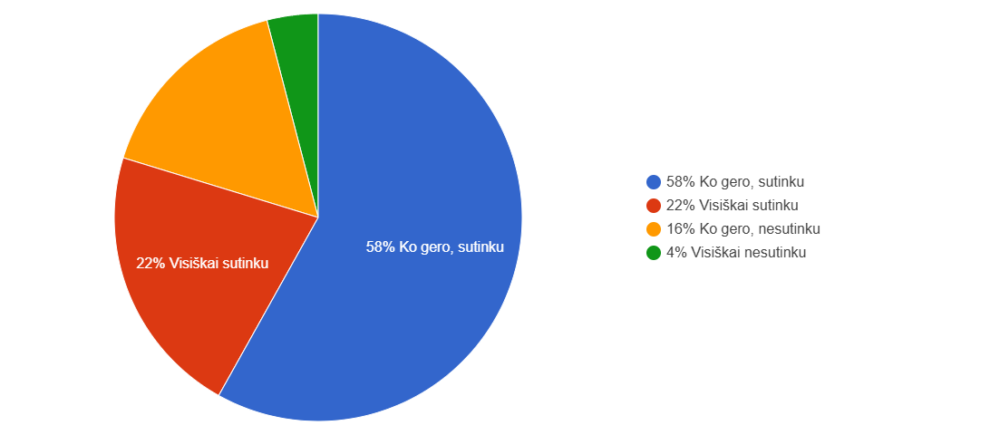 58% Ko gero, sutinku
22% Visiškai sutinku
58% Ko gero, sutinku
22% Visiškai sutinku
16% Ko gero, nesutinku
4% Visiškai nesutinku